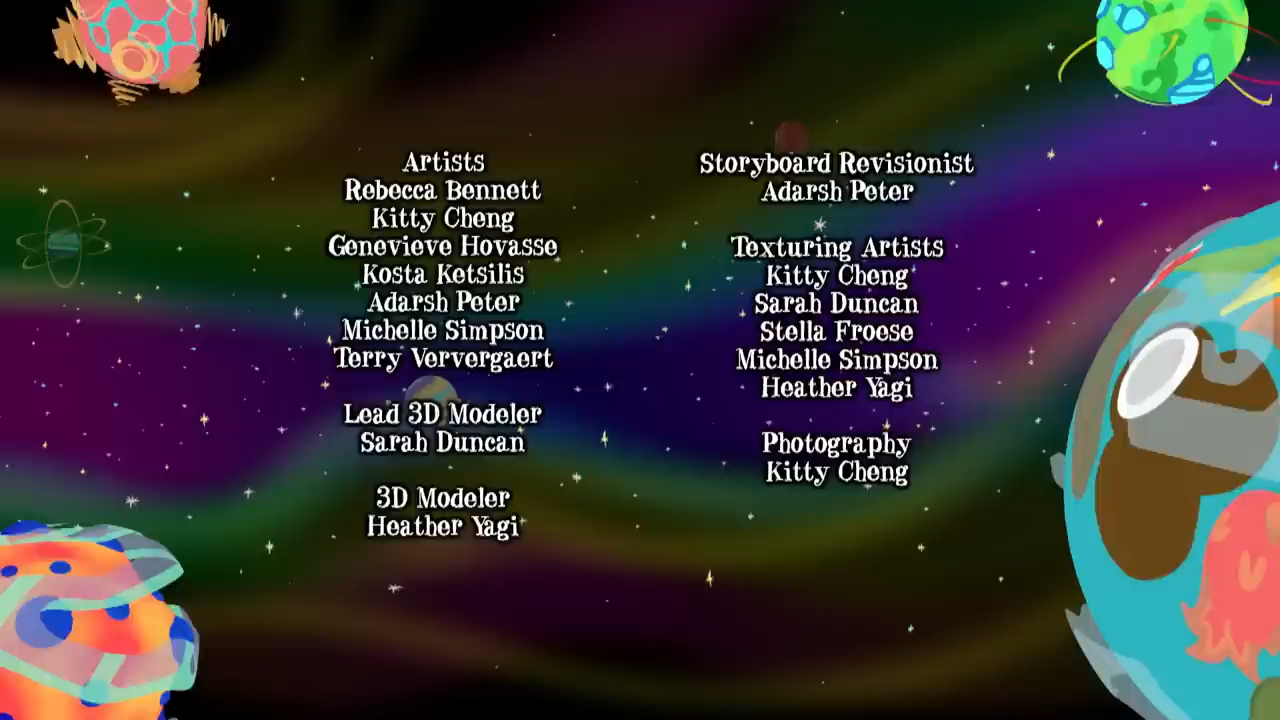 Artists
Rebecca Bennett
Kitty Cheng
Genevieve Hovasse
Kosta Ketsilis
Adarsh Peter
Michelle Simpson
Terry Ververgaert
Lead 3D Modeler
Sarah Duncan
3D Modeler
Heather Yagi
Storyboard Revisionist
Adarsh Peter
Texturing Artists
Kitty Cheng
Sarah Duncan
Stella Froese
Michelle Simpson
Heather Yagi
Photography
Kitty Cheng